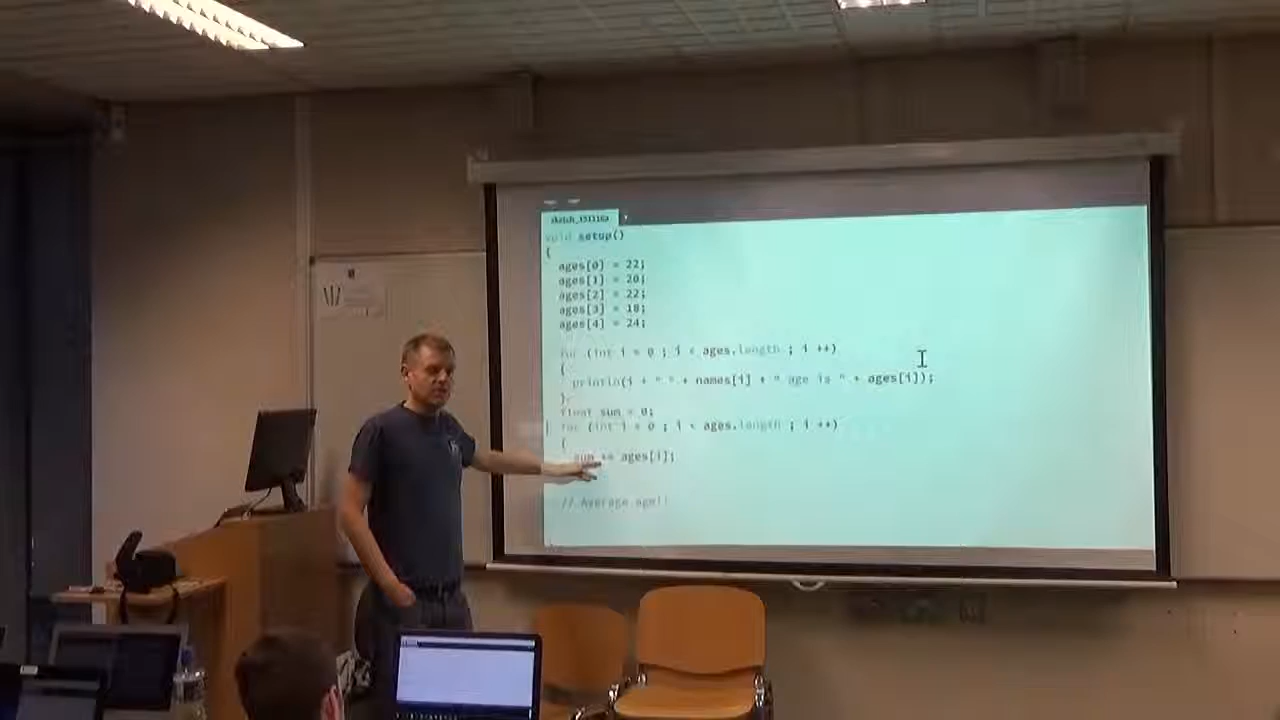 sketch_131118a
void setup()
{
ages[0] = 22;
ages[1] = 20;
ages[2] = 22;
ages[3] = 18;
ages[4] = 24;
for (int i = 0 ; i < ages.length ; i ++)
{
println(i + " " + names[i] + " age is " + ages[i]);
}
float sum = 0;
for (int i = 0 ; i < ages.length ; i ++)
{
sum += ages[i];
// Average age!!